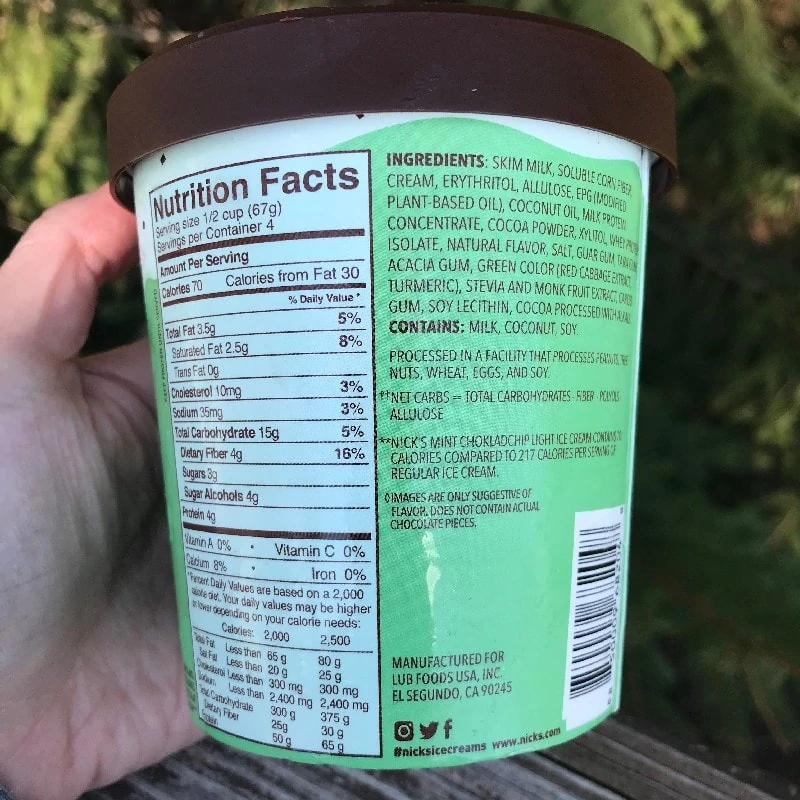 Nutrition Facts
Serving size 1/2 cup (67g)
Servings per Container 4
Amount Per Serving
Calories 70 Calories from Fat 30
% Daily Value*
Total Fat 3.5g 5%
Saturated Fat 2.5g 8%
Trans Fat 0g
Cholesterol 10mg 3%
Sodium 35mg 3%
Total Carbohydrate 15g 5%
Dietary Fiber 4g 16%
Sugars 3g
Sugar Alcohols 4g
Protein 4g
Vitamin A 0% • Vitamin C 0%
Calcium 8% • Iron 0%
*Percent Daily Values are based on a 2,000
calorie diet. Your daily values may be higher
or lower depending on your calorie needs:
Calories: 2,000 2,500
Total Fat Less than 65 g 80 g
Sat Fat Less than 20 g 25 g
Cholesterol Less than 300 mg 300 mg
Sodium Less than 2,400 mg 2,400 mg
Total Carbohydrate 300 g 375 g
Dietary Fiber 25g 30 g
Protein 50 g 65 g
INGREDIENTS: SKIM MILK, SOLUBLE CORN FIBER,
CREAM, ERYTHRITOL, ALLULOSE, EPG (MODIFIED
PLANT-BASED OIL), COCONUT OIL, MILK PROTEIN
CONCENTRATE, COCOA POWDER, XYLITOL, WHEY PROTEIN
ISOLATE, NATURAL FLAVOR, SALT, GUAR GUM, TARA GUM,
ACACIA GUM, GREEN COLOR (RED CABBAGE EXTRACT,
TURMERIC), STEVIA AND MONK FRUIT EXTRACT,
GUM, SOY LECITHIN, COCOA PROCESSED WITH ALKALI.
CONTAINS: MILK, COCONUT, SOY.
PROCESSED IN A FACILITY THAT PROCESSES PEANUTS, TREE
NUTS, WHEAT, EGGS, AND SOY.
**NET CARBS = TOTAL CARBOHYDRATES - FIBER - POLYOLS -
ALLULOSE
**NICK'S MINT CHOKLADCHIP LIGHT ICE CREAM CONTAINS 70
CALORIES COMPARED TO 217 CALORIES PER SERVING OF
REGULAR ICE CREAM.
◊IMAGES ARE ONLY SUGGESTIVE OF
FLAVOR. DOES NOT CONTAIN ACTUAL
CHOCOLATE PIECES.
MANUFACTURED FOR
LUB FOODS USA, INC.
EL SEGUNDO, CA 90245
#nicksicecreams www.nicks.com